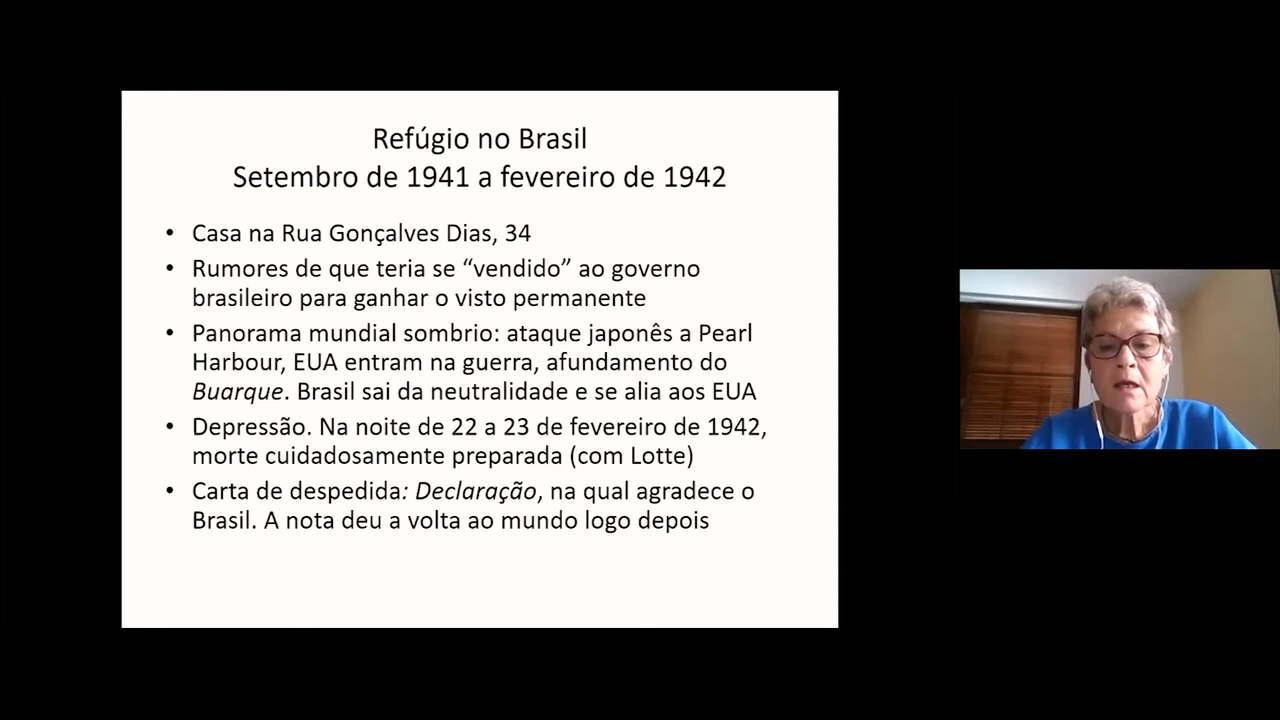 Refúgio no Brasil
Setembro de 1941 a fevereiro de 1942
• Casa na Rua Gonçalves Dias, 34
• Rumores de que teria se “vendido” ao governo
brasileiro para ganhar o visto permanente
• Panorama mundial sombrio: ataque japonês a Pearl
Harbour, EUA entram na guerra, afundamento do
Buarque. Brasil sai da neutralidade e se alia aos EUA
• Depressão. Na noite de 22 a 23 de fevereiro de 1942,
morte cuidadosamente preparada (com Lotte)
• Carta de despedida: Declaração, na qual agradece o
Brasil. A nota deu a volta ao mundo logo depois